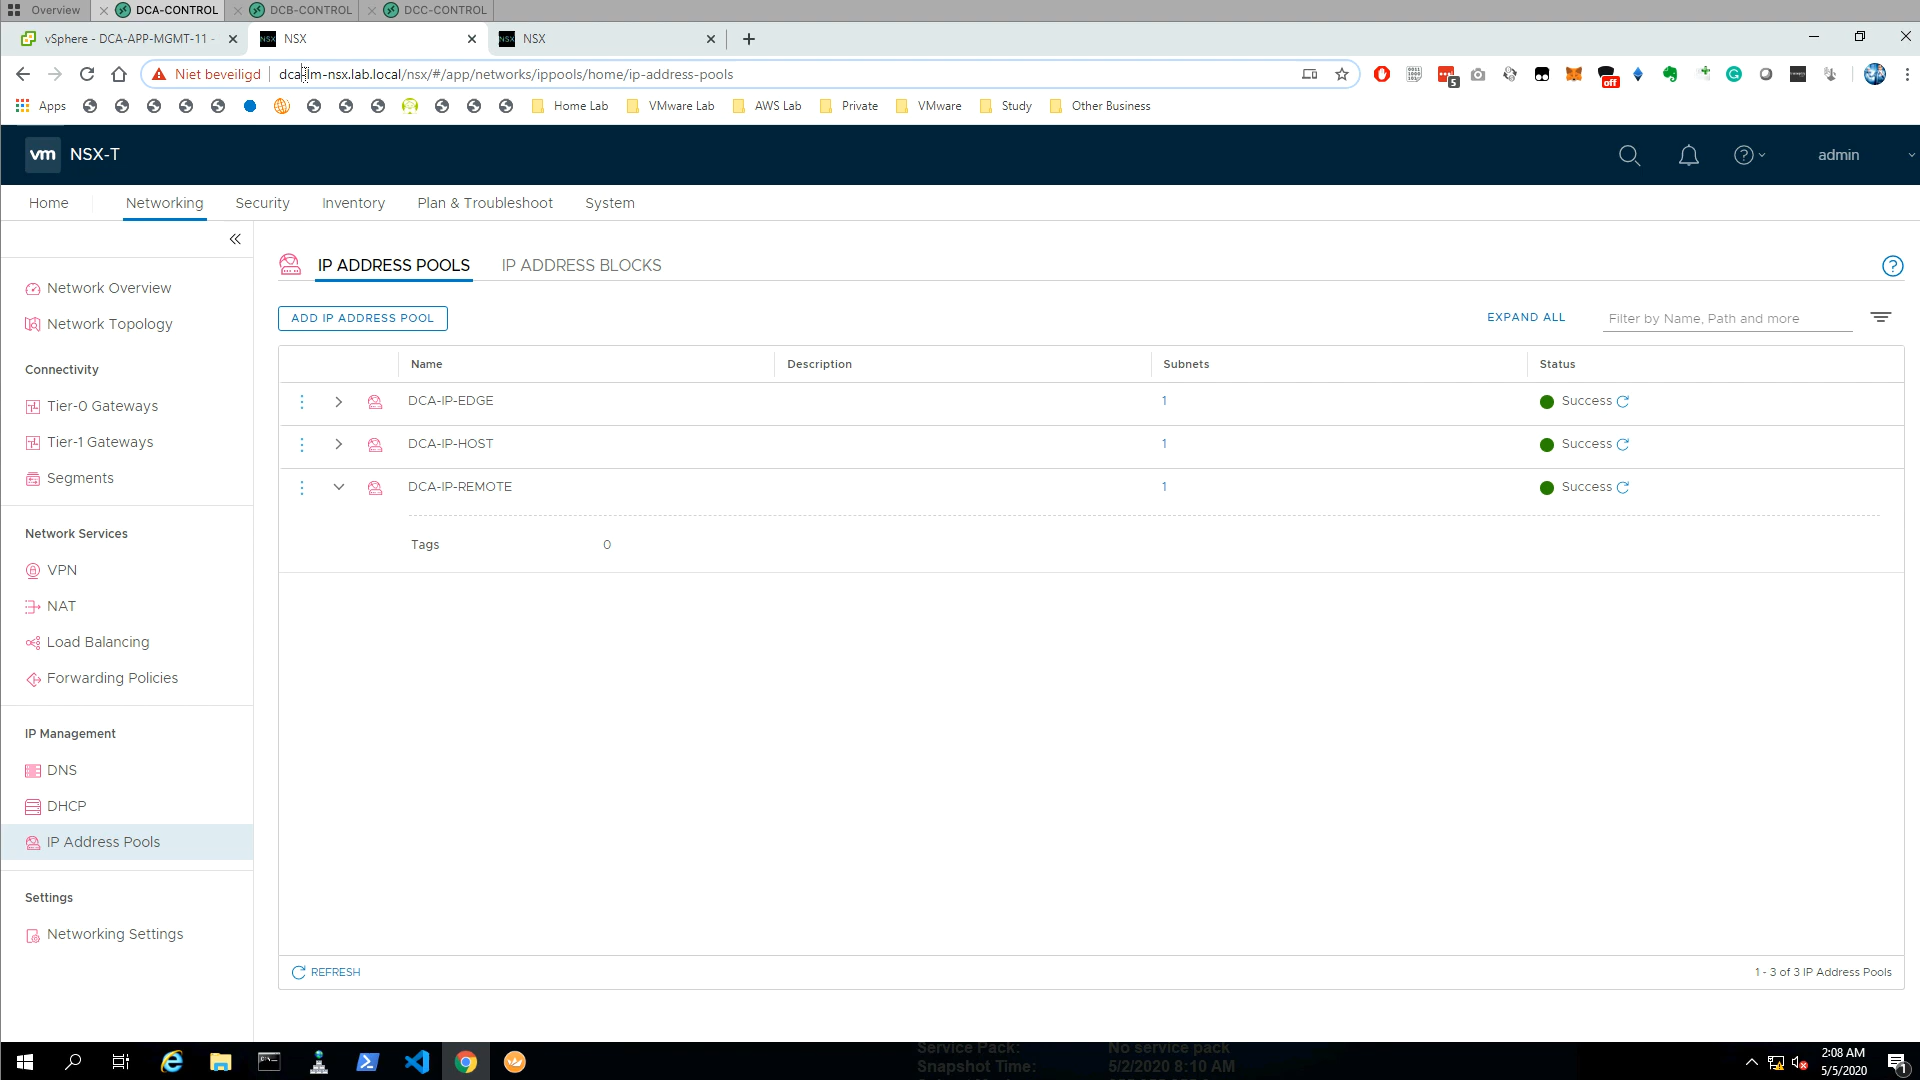 Overview
DCA-CONTROL
DCB-CONTROL
DCC-CONTROL
vSphere - DCA-APP-MGMT-11 -
NSX
NSX
Niet beveiligd
dca-lm-nsx.lab.local/nsx/#/app/networks/ippools/home/ip-address-pools
5
off
Apps
Home Lab
VMware Lab
AWS Lab
Private
VMware
Study
Other Business
vm NSX-T
admin
Home
Networking
Security
Inventory
Plan & Troubleshoot
System
Network Overview
Network Topology
Connectivity
Tier-0 Gateways
Tier-1 Gateways
Segments
Network Services
VPN
NAT
Load Balancing
Forwarding Policies
IP Management
DNS
DHCP
IP Address Pools
Settings
Networking Settings
IP ADDRESS POOLS
IP ADDRESS BLOCKS
ADD IP ADDRESS POOL
EXPAND ALL
Filter by Name, Path and more
Name Description Subnets Status
DCA-IP-EDGE 1 Success
DCA-IP-HOST 1 Success
DCA-IP-REMOTE 1 Success
Tags 0
REFRESH
1 - 3 of 3 IP Address Pools
Service Pack: No service pack
Snapshot Time: 5/2/2020 8:10 AM
2:08 AM
5/5/2020
1